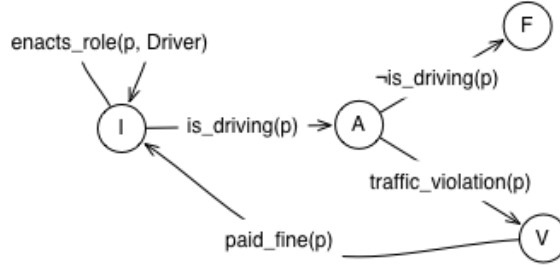 F
enacts_role(p, Driver)
¬is_driving(p)
I
is_driving(p)
A
traffic_violation(p)
paid_fine(p)
V